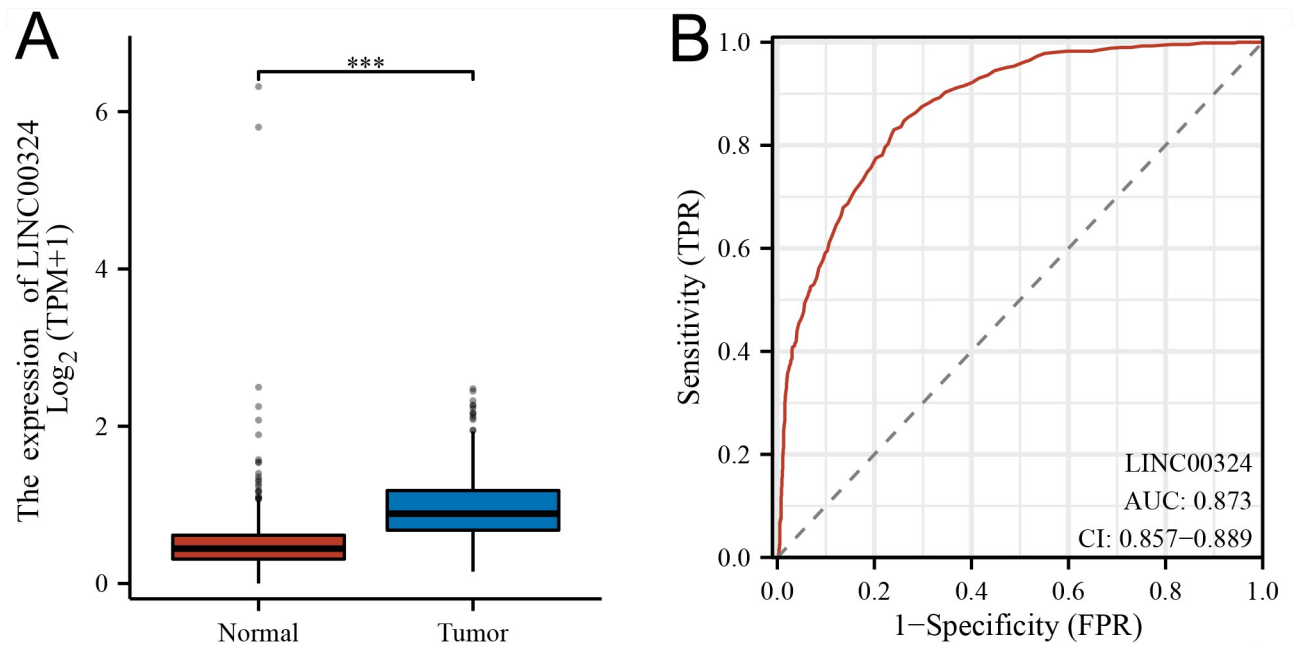 A
The expression of LINC00324
Log2 (TPM+1)
6
4
2
0
***
Normal
Tumor
B
Sensitivity (TPR)
1.0
0.8
0.6
0.4
0.2
0.0
LINC00324
AUC: 0.873
CI: 0.857−0.889
0.0 0.2 0.4 0.6 0.8 1.0
1−Specificity (FPR)